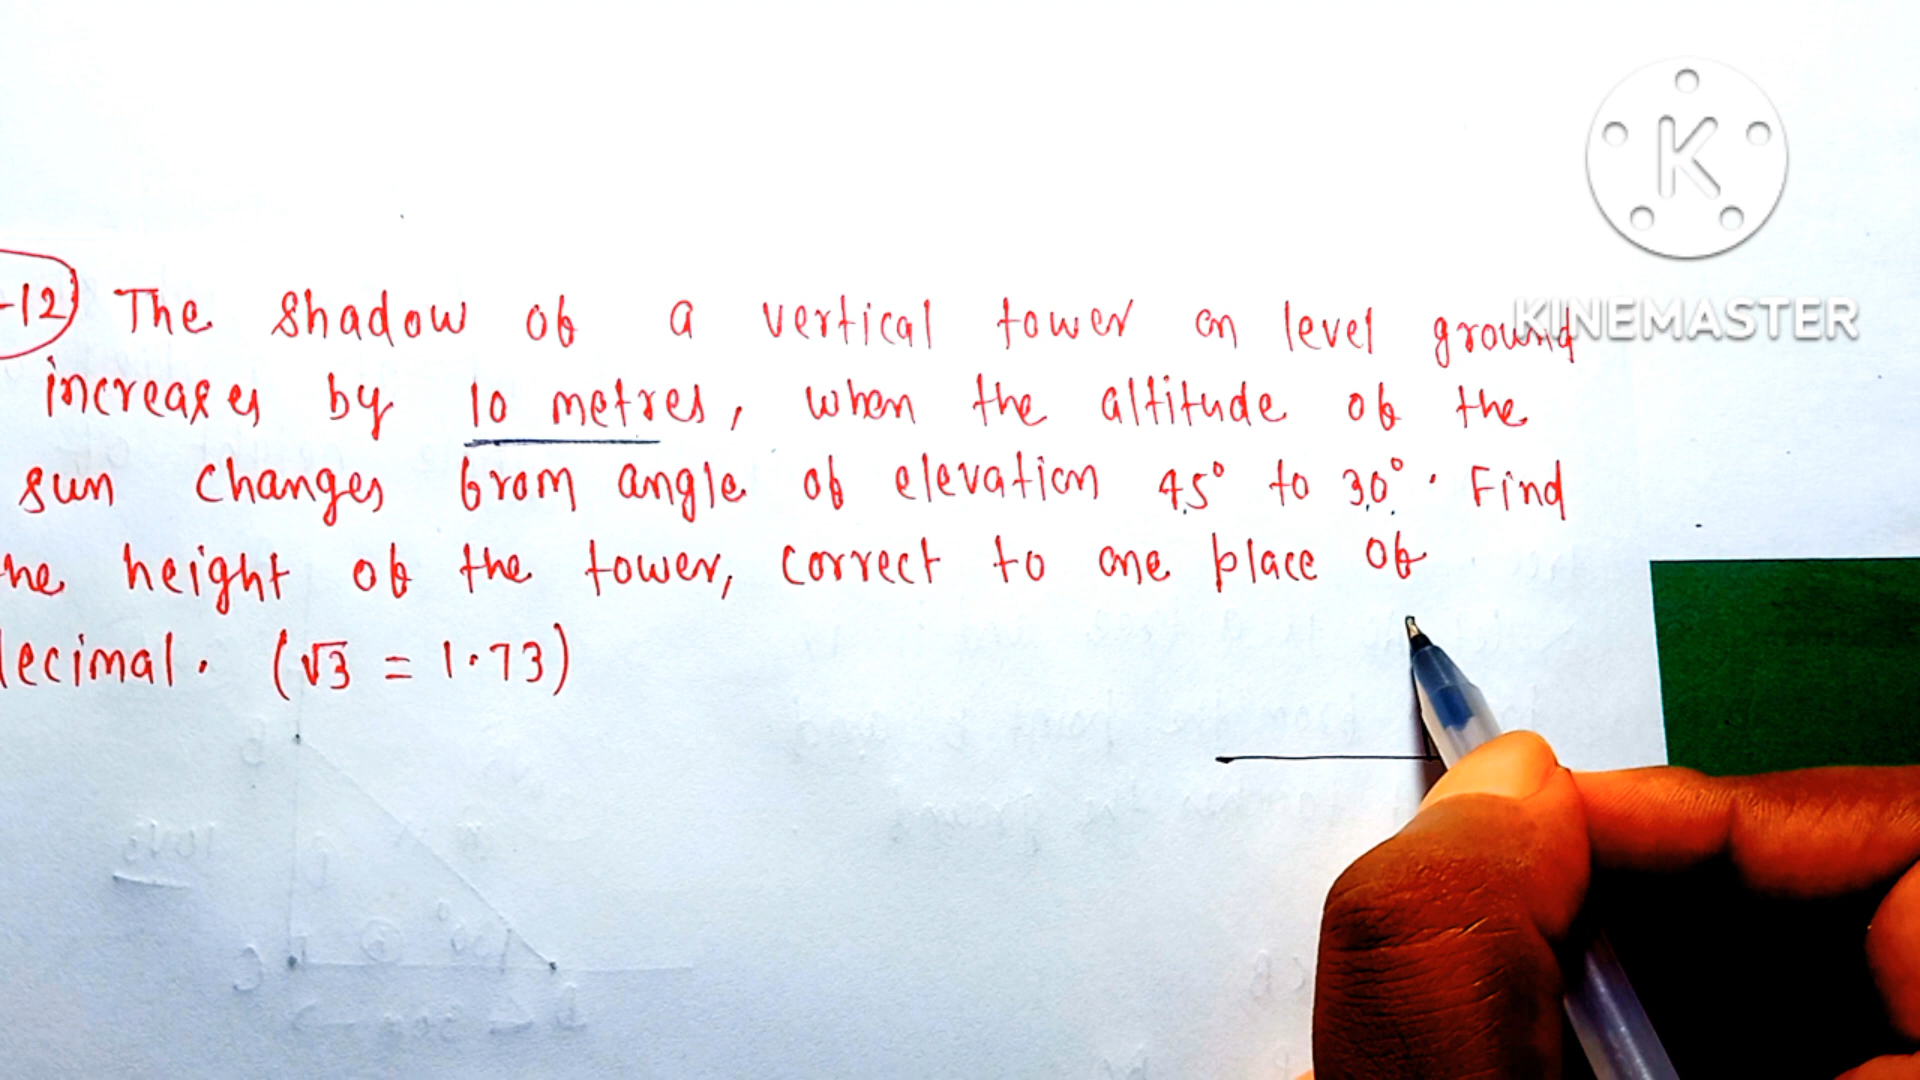 KINEMASTER
-12) The shadow of a vertical tower on level ground
increases by 10 metres, when the altitude of the
sun changes from angle of elevation 45° to 30°. Find
he height of the tower, correct to one place of
decimal. (√3 = 1.73)